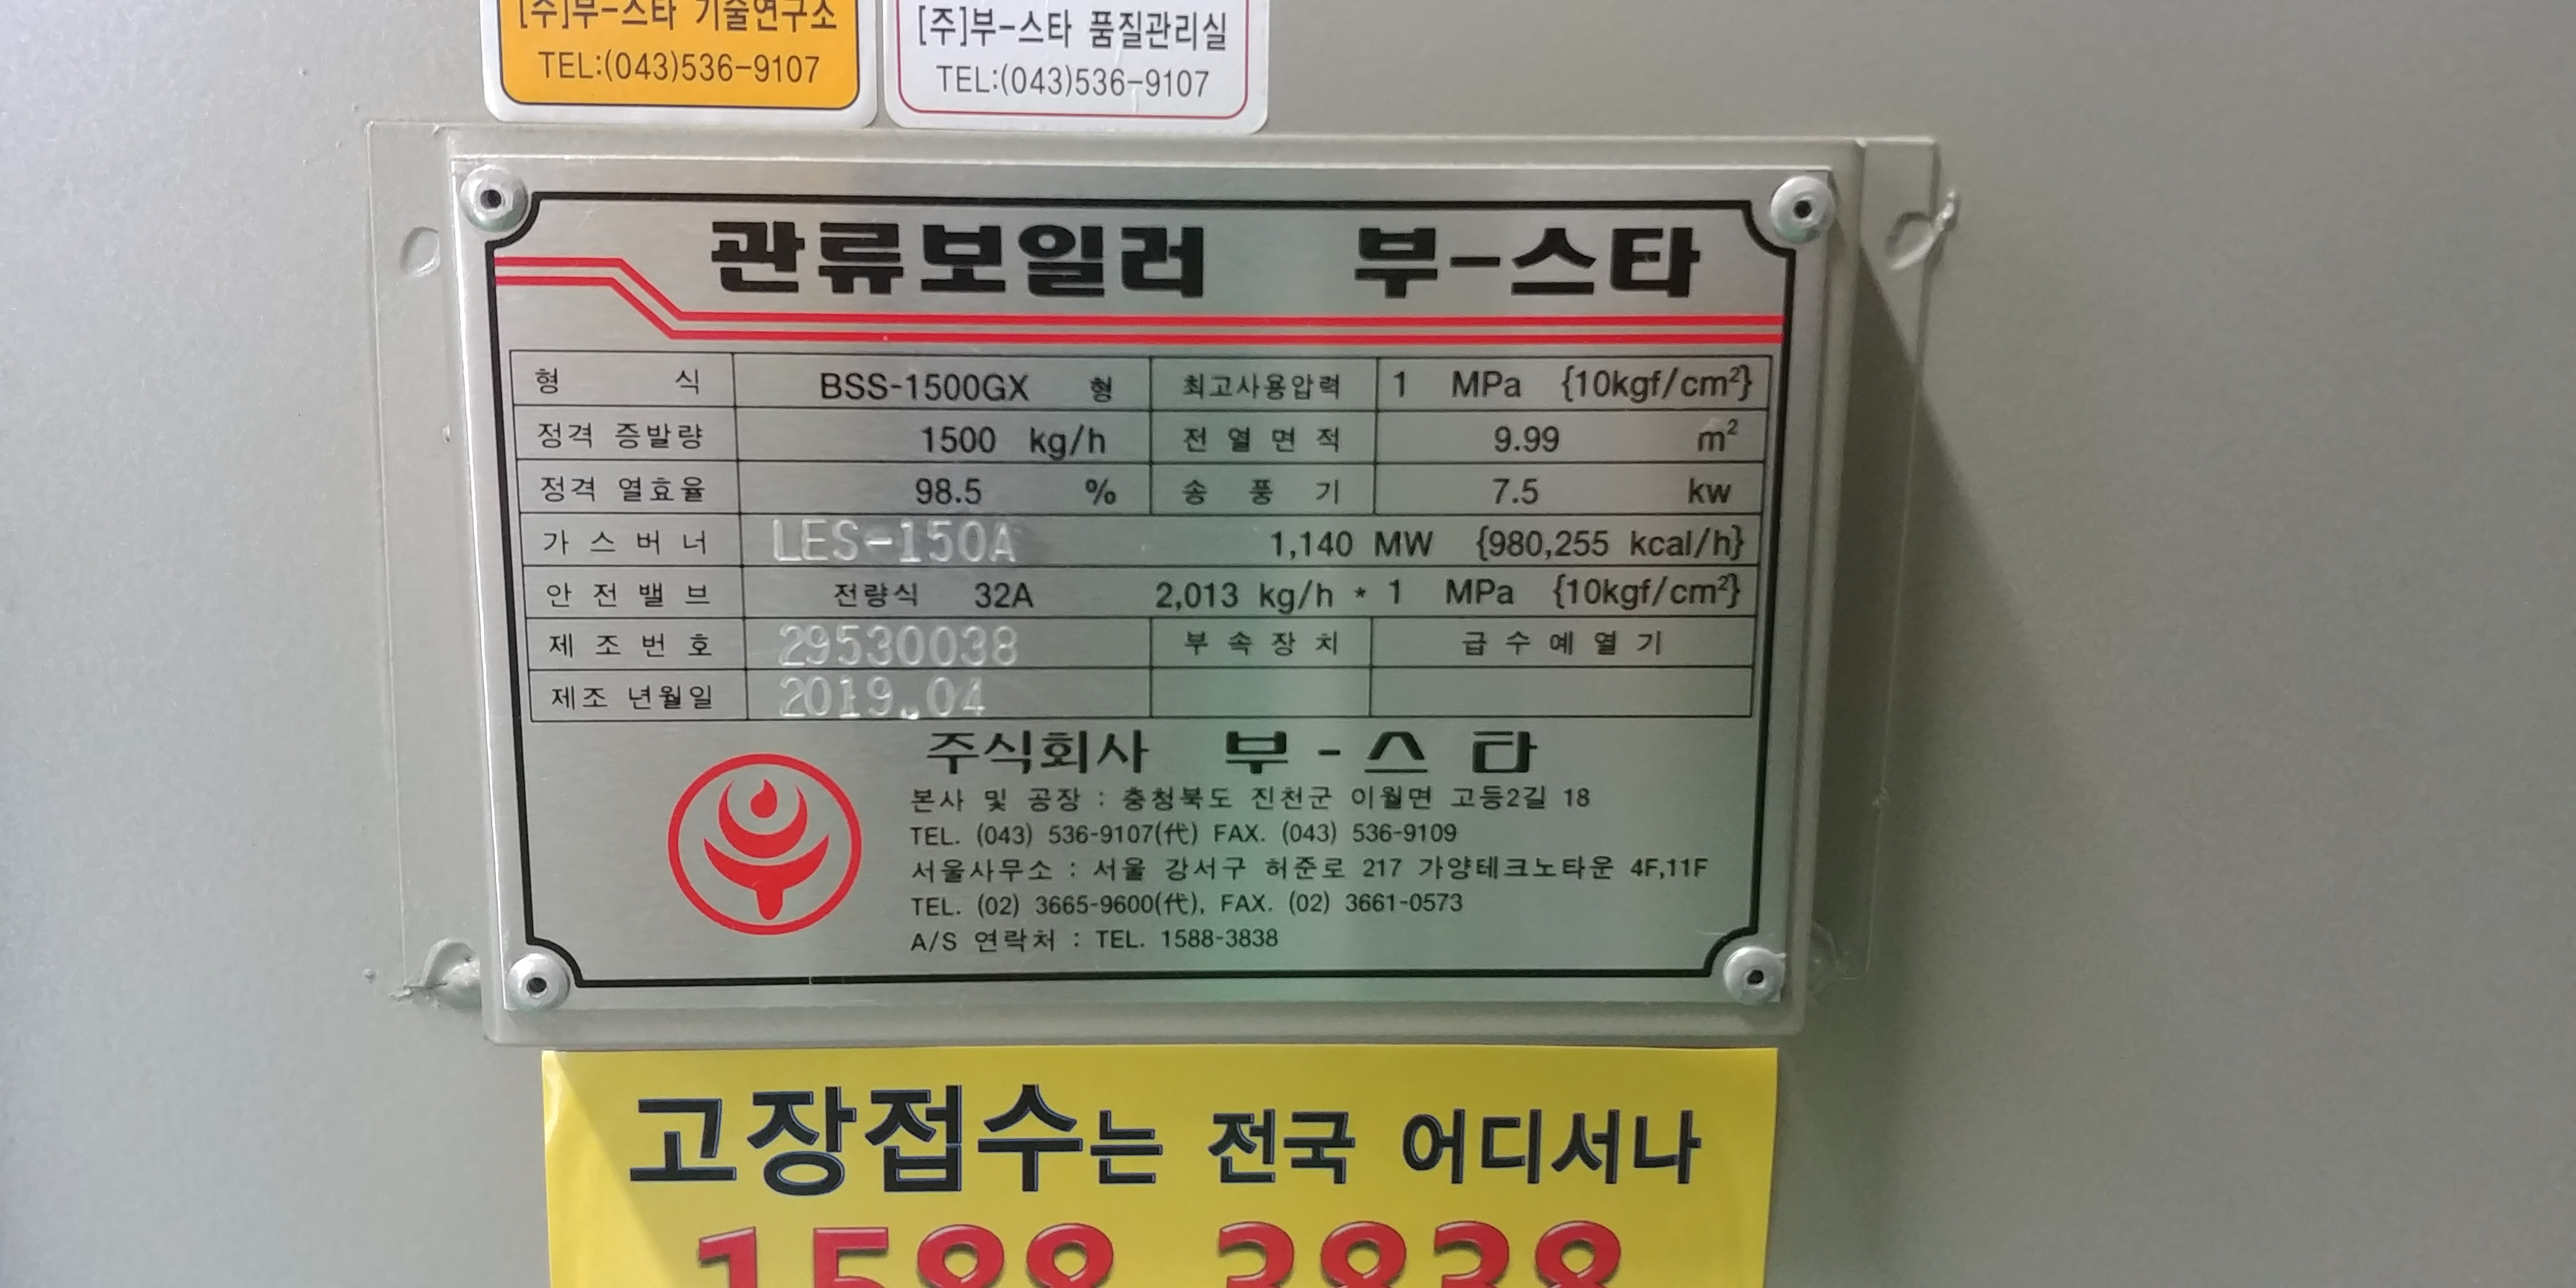 [주]부-스타 기술연구소
TEL:(043)536-9107
[주]부-스타 품질관리실
TEL:(043)536-9107
관류보일러 부-스타
형 식 BSS-1500GX 형 최고사용압력 1 MPa {10kgf/cm²}
정격 증발량 1500 kg/h 전열면적 9.99 m²
정격 열효율 98.5 % 송풍기 7.5 kw
가스버너 LES-150A 1,140 MW {980,255 kcal/h}
안전밸브 전량식 32A 2,013 kg/h * 1 MPa {10kgf/cm²}
제조번호 29530038 부속장치 급수예열기
제조 년월일 2019.04
주식회사 부-스타
본사 및 공장 : 충청북도 진천군 이월면 고등2길 18
TEL. (043) 536-9107(代) FAX. (043) 536-9109
서울사무소 : 서울 강서구 허준로 217 가양테크노타운 4F,11F
TEL. (02) 3665-9600(代), FAX. (02) 3661-0573
A/S 연락처 : TEL. 1588-3838
고장접수는 전국 어디서나
1588-3838